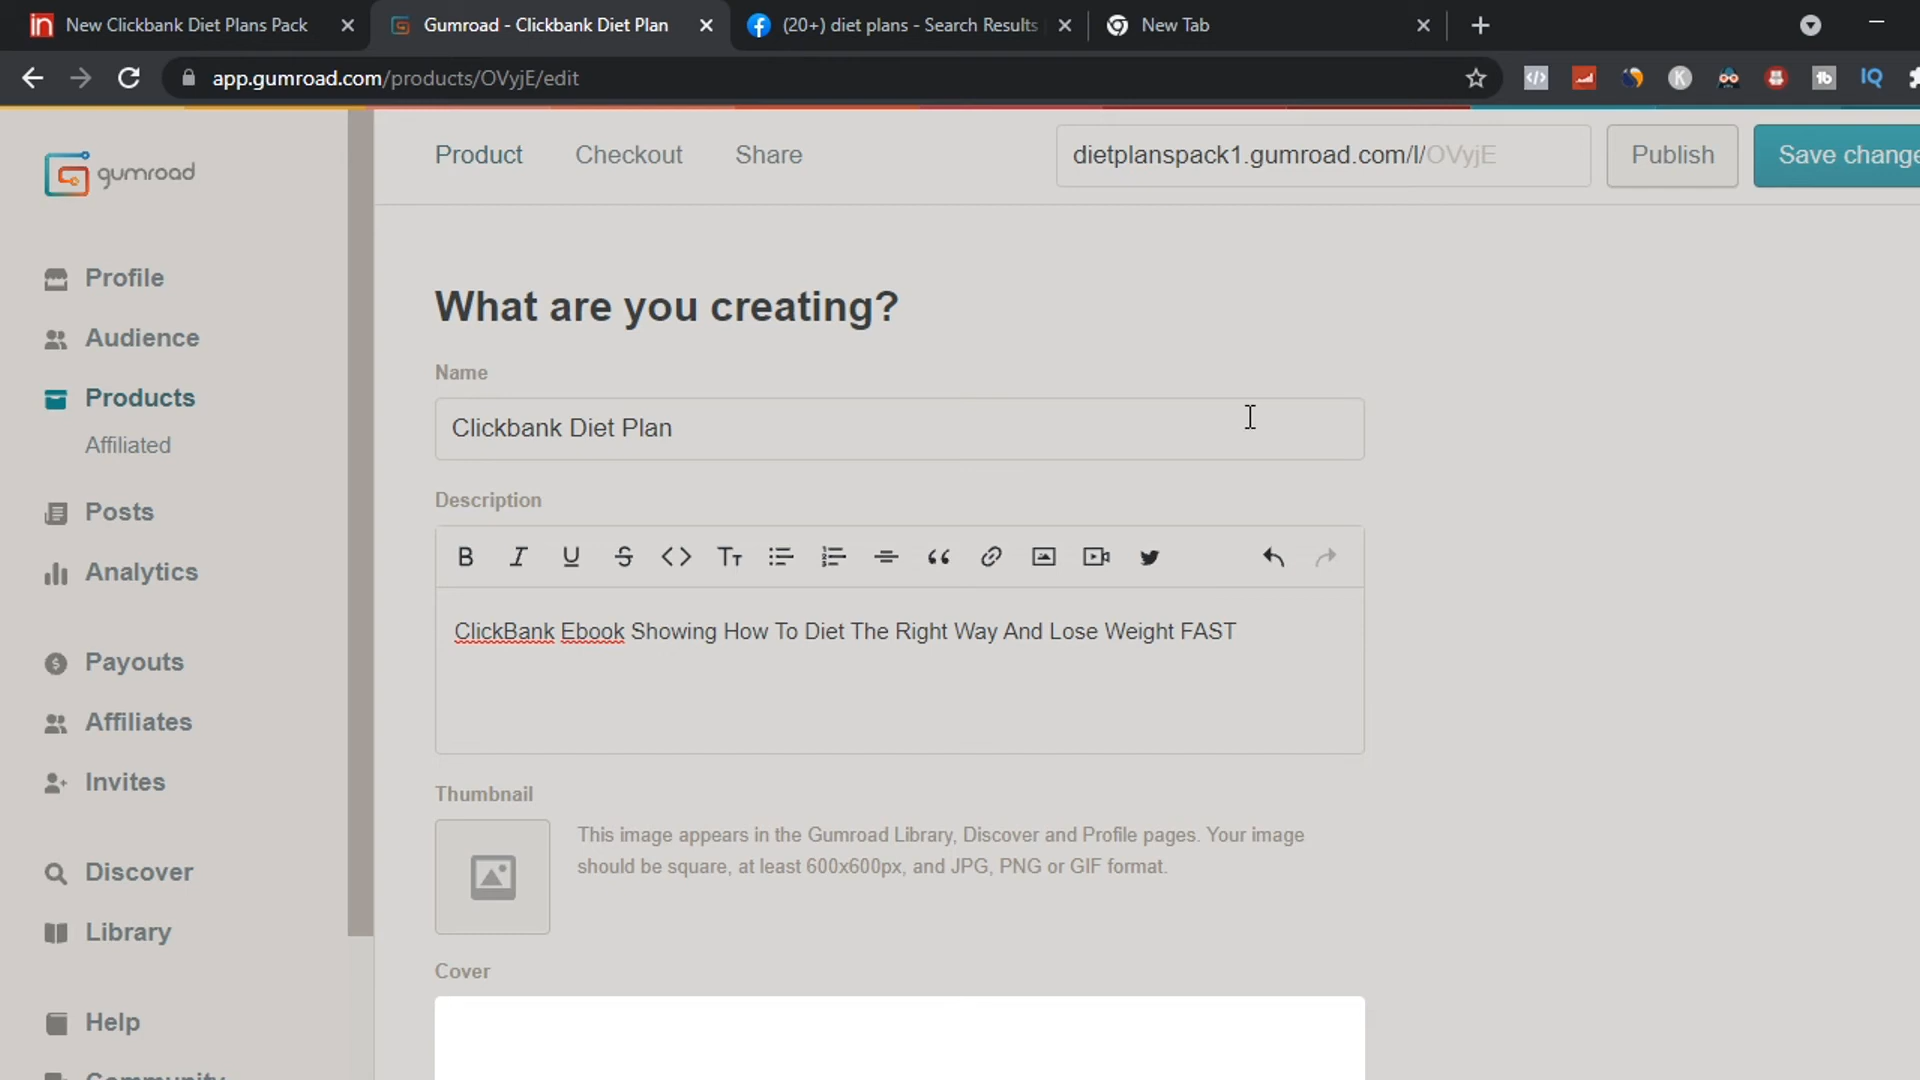 New Clickbank Diet Plans Pack
Gumroad - Clickbank Diet Plan
(20+) diet plans - Search Results
New Tab
app.gumroad.com/products/OVyjE/edit
gumroad
Product
Checkout
Share
dietplanspack1.gumroad.com/l/OVyjE
Publish
Save change
Profile
Audience
Products
Affiliated
Posts
Analytics
Payouts
Affiliates
Invites
Discover
Library
Help
Community
What are you creating?
Name
Clickbank Diet Plan
Description
ClickBank Ebook Showing How To Diet The Right Way And Lose Weight FAST
Thumbnail
This image appears in the Gumroad Library, Discover and Profile pages. Your image
should be square, at least 600x600px, and JPG, PNG or GIF format.
Cover